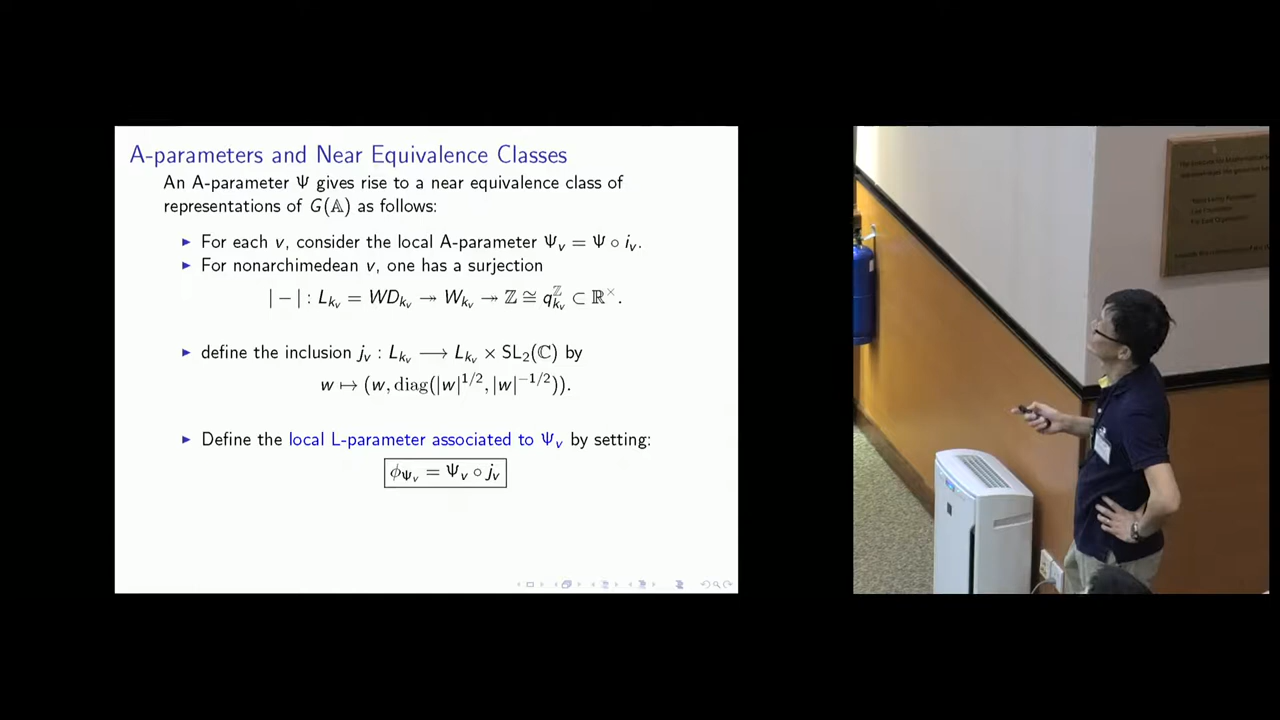 A-parameters and Near Equivalence Classes
An A-parameter Ψ gives rise to a near equivalence class of
representations of G(𝔸) as follows:
▶ For each v, consider the local A-parameter Ψ_v = Ψ ∘ i_v.
▶ For nonarchimedean v, one has a surjection
| − | : L_{k_v} = WD_{k_v} ↠ W_{k_v} ↠ ℤ ≅ q_{k_v}^ℤ ⊂ ℝ^×.
▶ define the inclusion j_v : L_{k_v} ⟶ L_{k_v} × SL₂(ℂ) by
w ↦ (w, diag(|w|^{1/2}, |w|^{−1/2})).
▶ Define the local L-parameter associated to Ψ_v by setting:
ϕ_{Ψ_v} = Ψ_v ∘ j_v